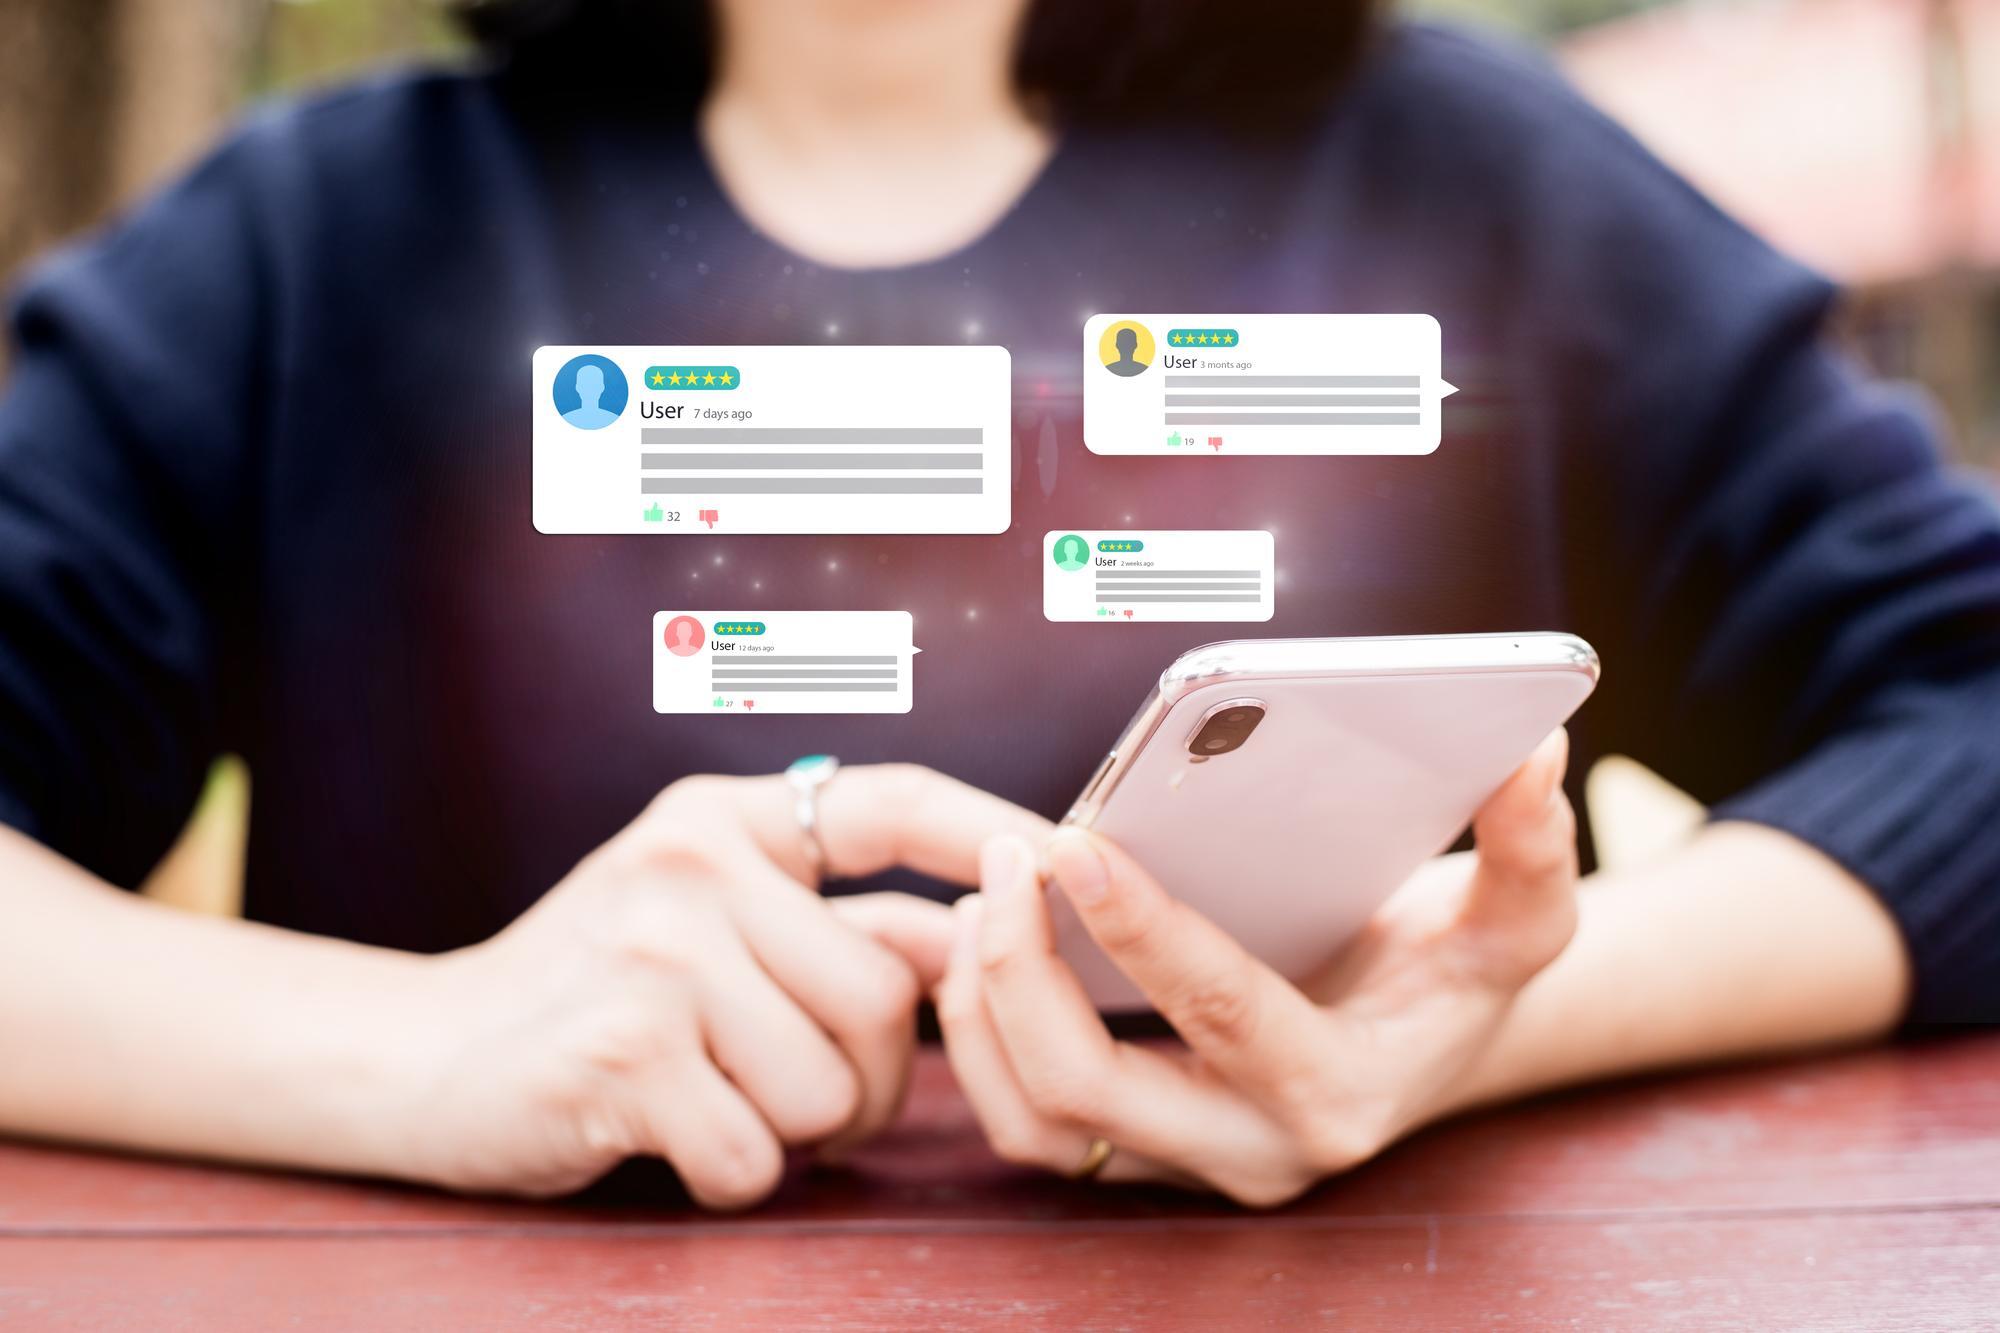 User 7 days ago
32
User 3 monts ago
19
User 2 weeks ago
16
User 12 days ago
27